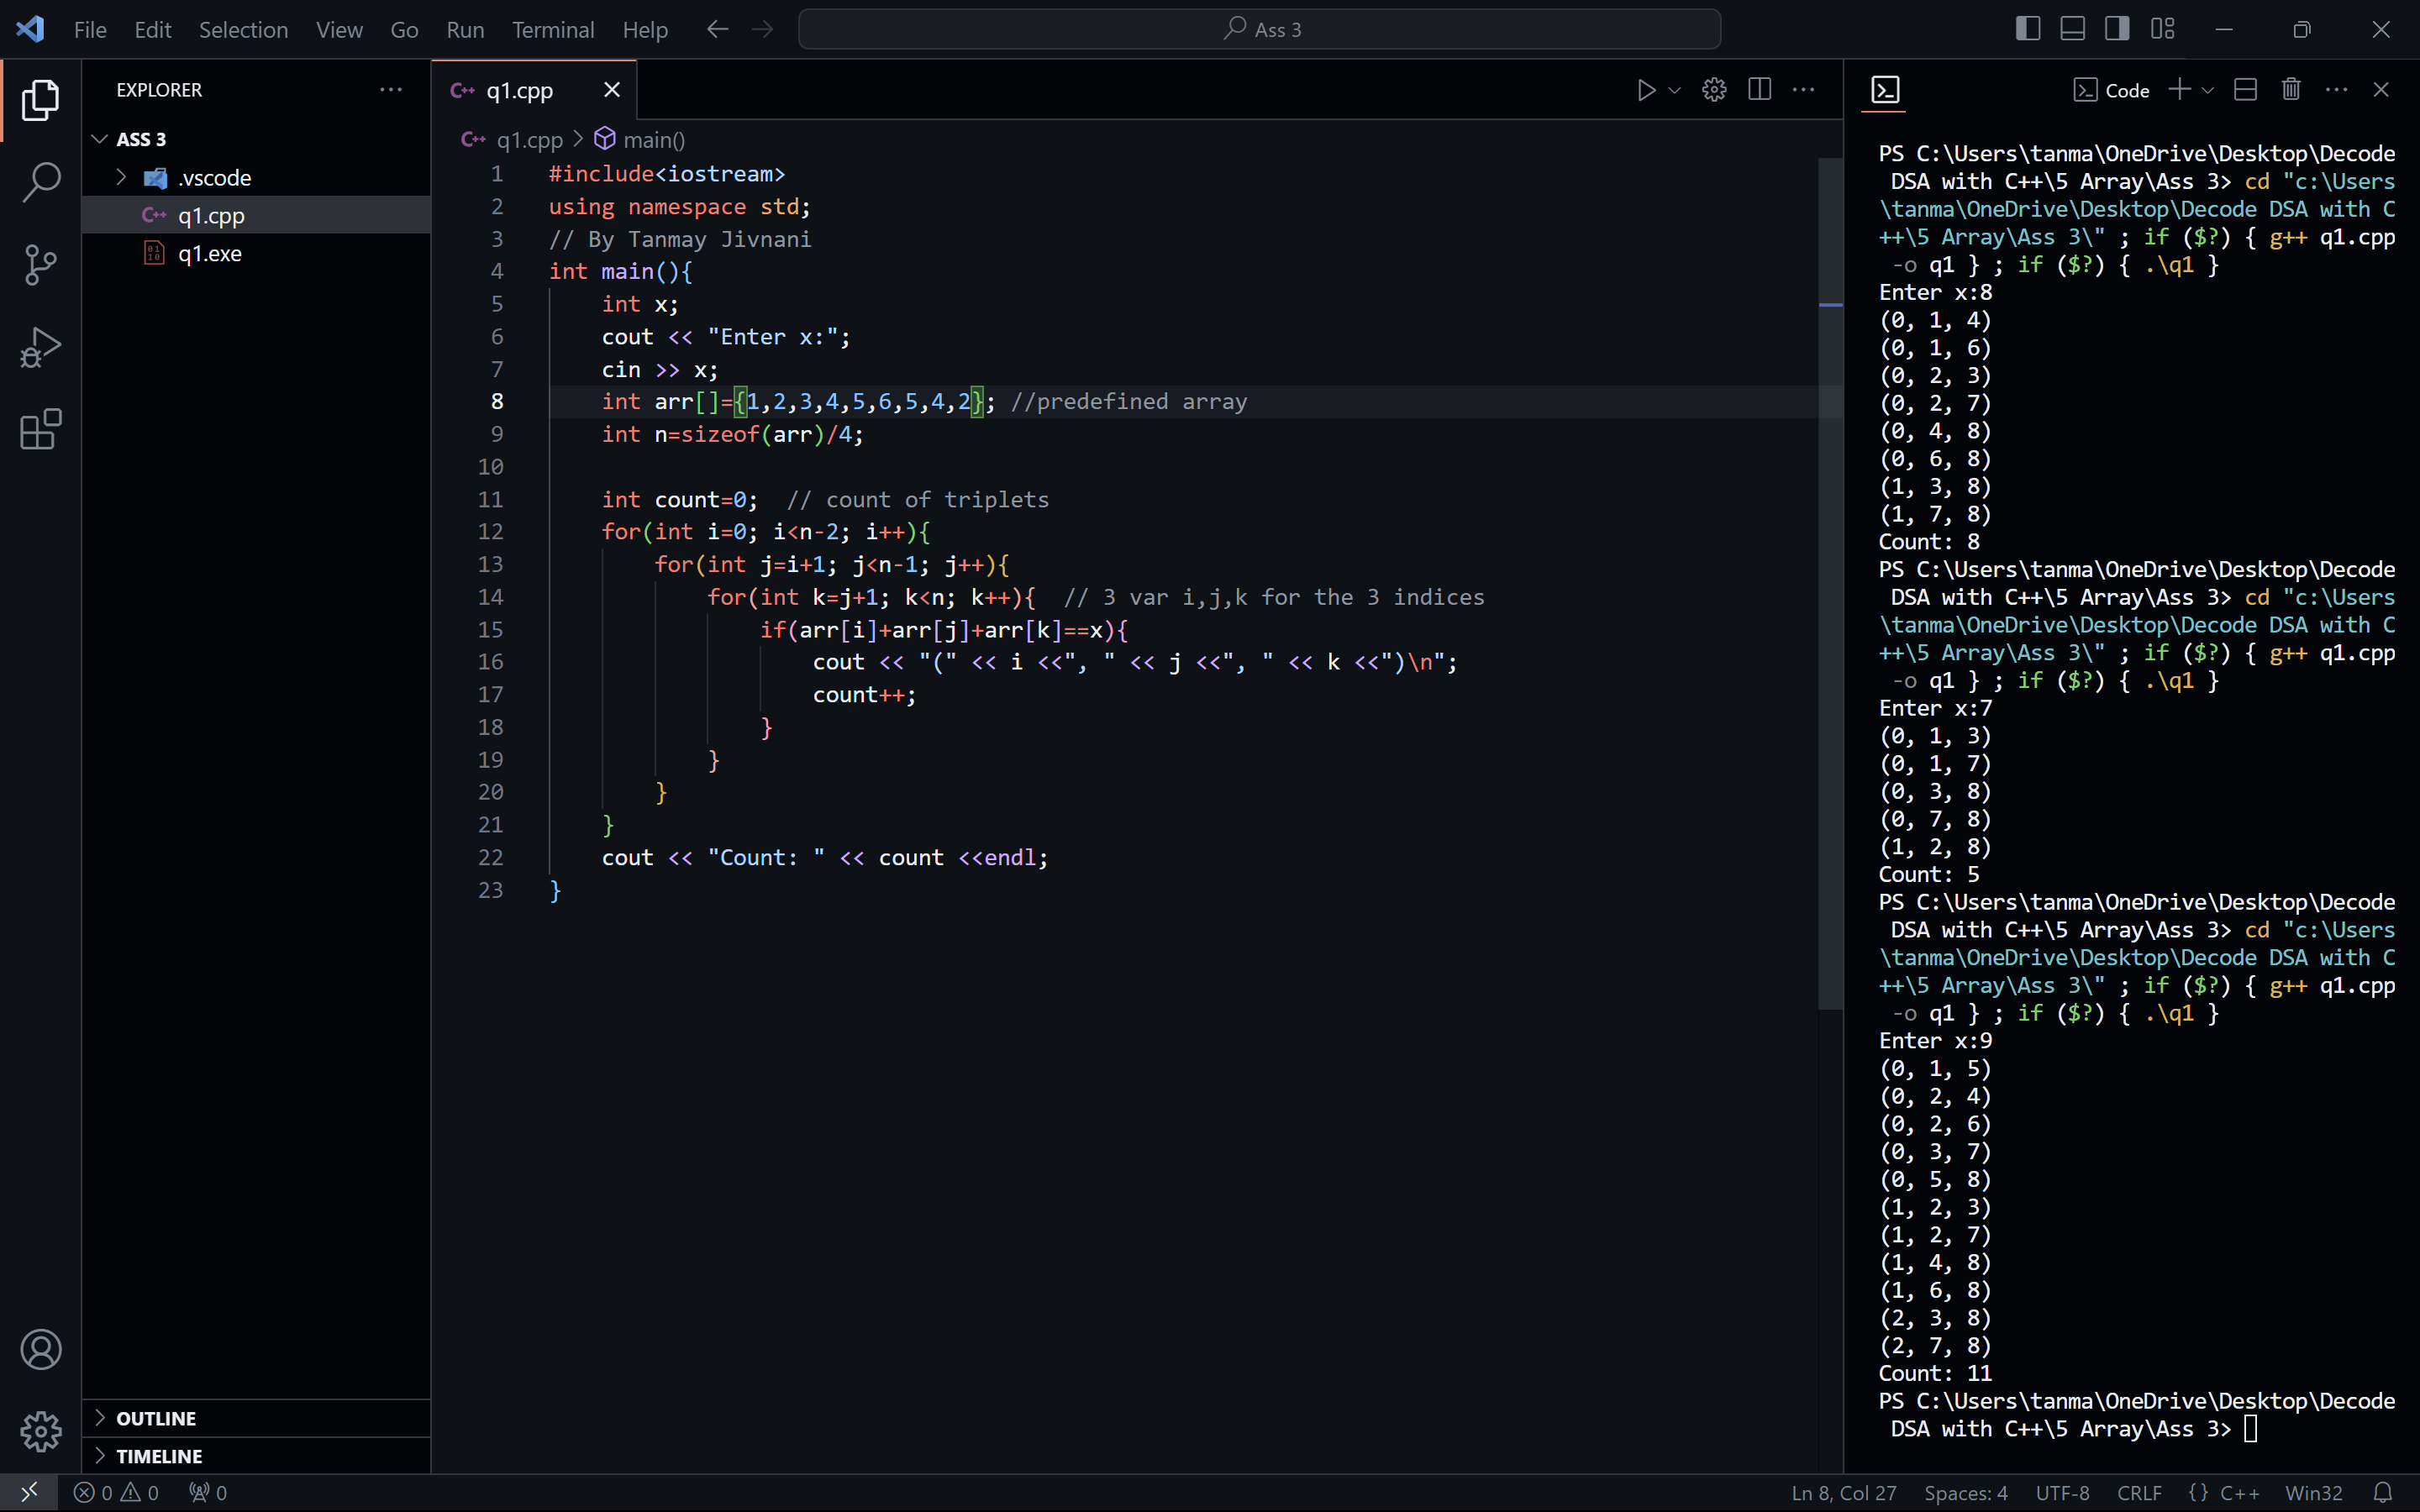 File Edit Selection View Go Run Terminal Help Ass 3
EXPLORER
ASS 3
.vscode
C++ q1.cpp
q1.exe
OUTLINE
TIMELINE
C++ q1.cpp
C++ q1.cpp > main()
1 #include<iostream>
2 using namespace std;
3 // By Tanmay Jivnani
4 int main(){
5 int x;
6 cout << "Enter x:";
7 cin >> x;
8 int arr[]={1,2,3,4,5,6,5,4,2}; //predefined array
9 int n=sizeof(arr)/4;
10
11 int count=0; // count of triplets
12 for(int i=0; i<n-2; i++){
13 for(int j=i+1; j<n-1; j++){
14 for(int k=j+1; k<n; k++){ // 3 var i,j,k for the 3 indices
15 if(arr[i]+arr[j]+arr[k]==x){
16 cout << "(" << i <<", " << j <<", " << k <<")\n";
17 count++;
18 }
19 }
20 }
21 }
22 cout << "Count: " << count <<endl;
23 }
Code
PS C:\Users\tanma\OneDrive\Desktop\Decode
DSA with C++\5 Array\Ass 3> cd "c:\Users
\tanma\OneDrive\Desktop\Decode DSA with C
++\5 Array\Ass 3\" ; if ($?) { g++ q1.cpp
-o q1 } ; if ($?) { .\q1 }
Enter x:8
(0, 1, 4)
(0, 1, 6)
(0, 2, 3)
(0, 2, 7)
(0, 4, 8)
(0, 6, 8)
(1, 3, 8)
(1, 7, 8)
Count: 8
PS C:\Users\tanma\OneDrive\Desktop\Decode
DSA with C++\5 Array\Ass 3> cd "c:\Users
\tanma\OneDrive\Desktop\Decode DSA with C
++\5 Array\Ass 3\" ; if ($?) { g++ q1.cpp
-o q1 } ; if ($?) { .\q1 }
Enter x:7
(0, 1, 3)
(0, 1, 7)
(0, 3, 8)
(0, 7, 8)
(1, 2, 8)
Count: 5
PS C:\Users\tanma\OneDrive\Desktop\Decode
DSA with C++\5 Array\Ass 3> cd "c:\Users
\tanma\OneDrive\Desktop\Decode DSA with C
++\5 Array\Ass 3\" ; if ($?) { g++ q1.cpp
-o q1 } ; if ($?) { .\q1 }
Enter x:9
(0, 1, 5)
(0, 2, 4)
(0, 2, 6)
(0, 3, 7)
(0, 5, 8)
(1, 2, 3)
(1, 2, 7)
(1, 4, 8)
(1, 6, 8)
(2, 3, 8)
(2, 7, 8)
Count: 11
PS C:\Users\tanma\OneDrive\Desktop\Decode
DSA with C++\5 Array\Ass 3>
0 0 0 Ln 8, Col 27 Spaces: 4 UTF-8 CRLF {} C++ Win32